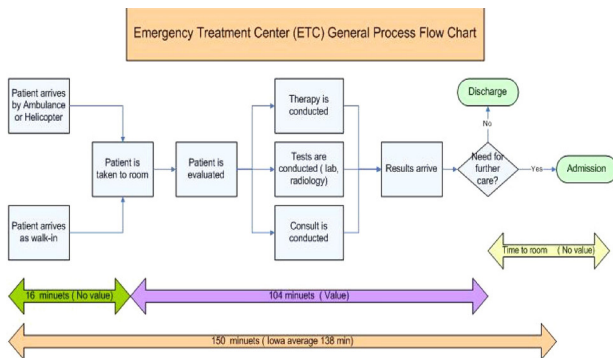 Emergency Treatment Center (ETC) General Process Flow Chart
Patient arrives
by Ambulance
or Helicopter
Patient arrives
as walk-in
Patient is
taken to room
Patient is
evaluated
Therapy is
conducted
Tests are
conducted ( lab,
radiology)
Consult is
conducted
Results arrive
Need for
further
care?
No
Discharge
Yes
Admission
Time to room ( No value)
16 minuets ( No value)
104 minuets ( Value)
150 minuets ( Iowa average 138 min)